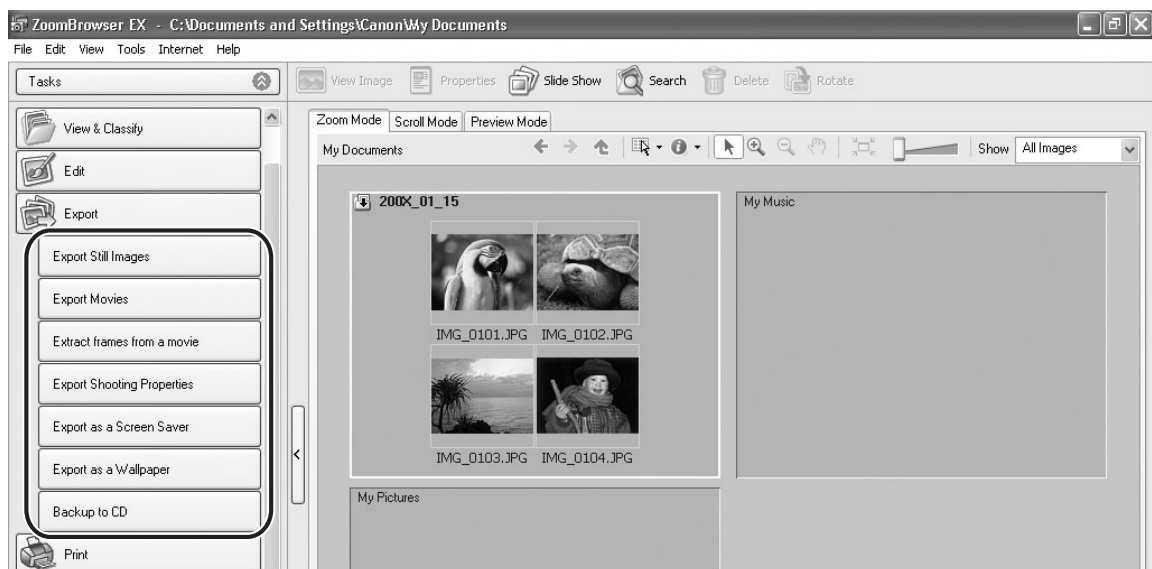 ZoomBrowser EX - C:\Documents and Settings\Canon\My Documents
File Edit View Tools Internet Help
Tasks
View Image Properties Slide Show Search Delete Rotate
View & Classify
Edit
Export
Export Still Images
Export Movies
Extract frames from a movie
Export Shooting Properties
Export as a Screen Saver
Export as a Wallpaper
Backup to CD
Print
Zoom Mode Scroll Mode Preview Mode
My Documents Show All Images
200X_01_15
IMG_0101.JPG IMG_0102.JPG
IMG_0103.JPG IMG_0104.JPG
My Music
My Pictures